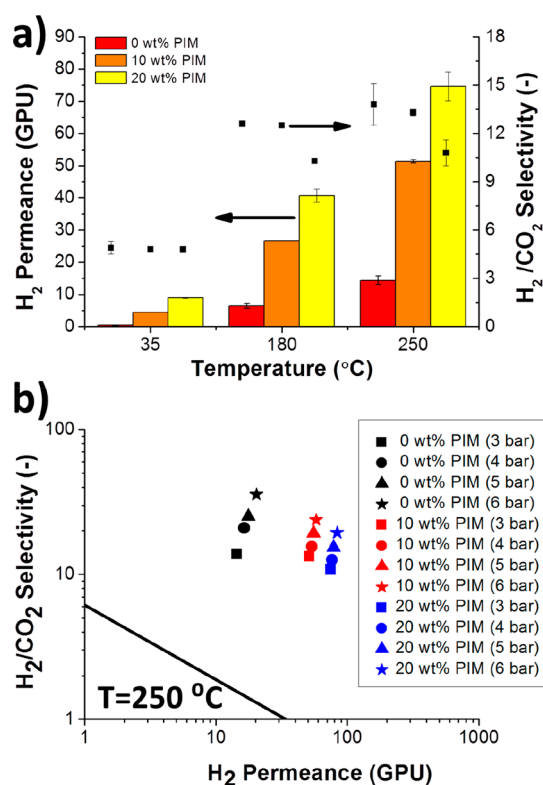 a)
0 wt% PIM
10 wt% PIM
20 wt% PIM
H₂ Permeance (GPU)
90
80
70
60
50
40
30
20
10
0
18
15
12
9
6
3
0
H₂/CO₂ Selectivity (-)
35 180 250
Temperature (°C)
b)
H₂/CO₂ Selectivity (-)
100
10
1
0 wt% PIM (3 bar)
0 wt% PIM (4 bar)
0 wt% PIM (5 bar)
0 wt% PIM (6 bar)
10 wt% PIM (3 bar)
10 wt% PIM (4 bar)
10 wt% PIM (5 bar)
10 wt% PIM (6 bar)
20 wt% PIM (3 bar)
20 wt% PIM (4 bar)
20 wt% PIM (5 bar)
20 wt% PIM (6 bar)
T=250 °C
1 10 100 1000
H₂ Permeance (GPU)